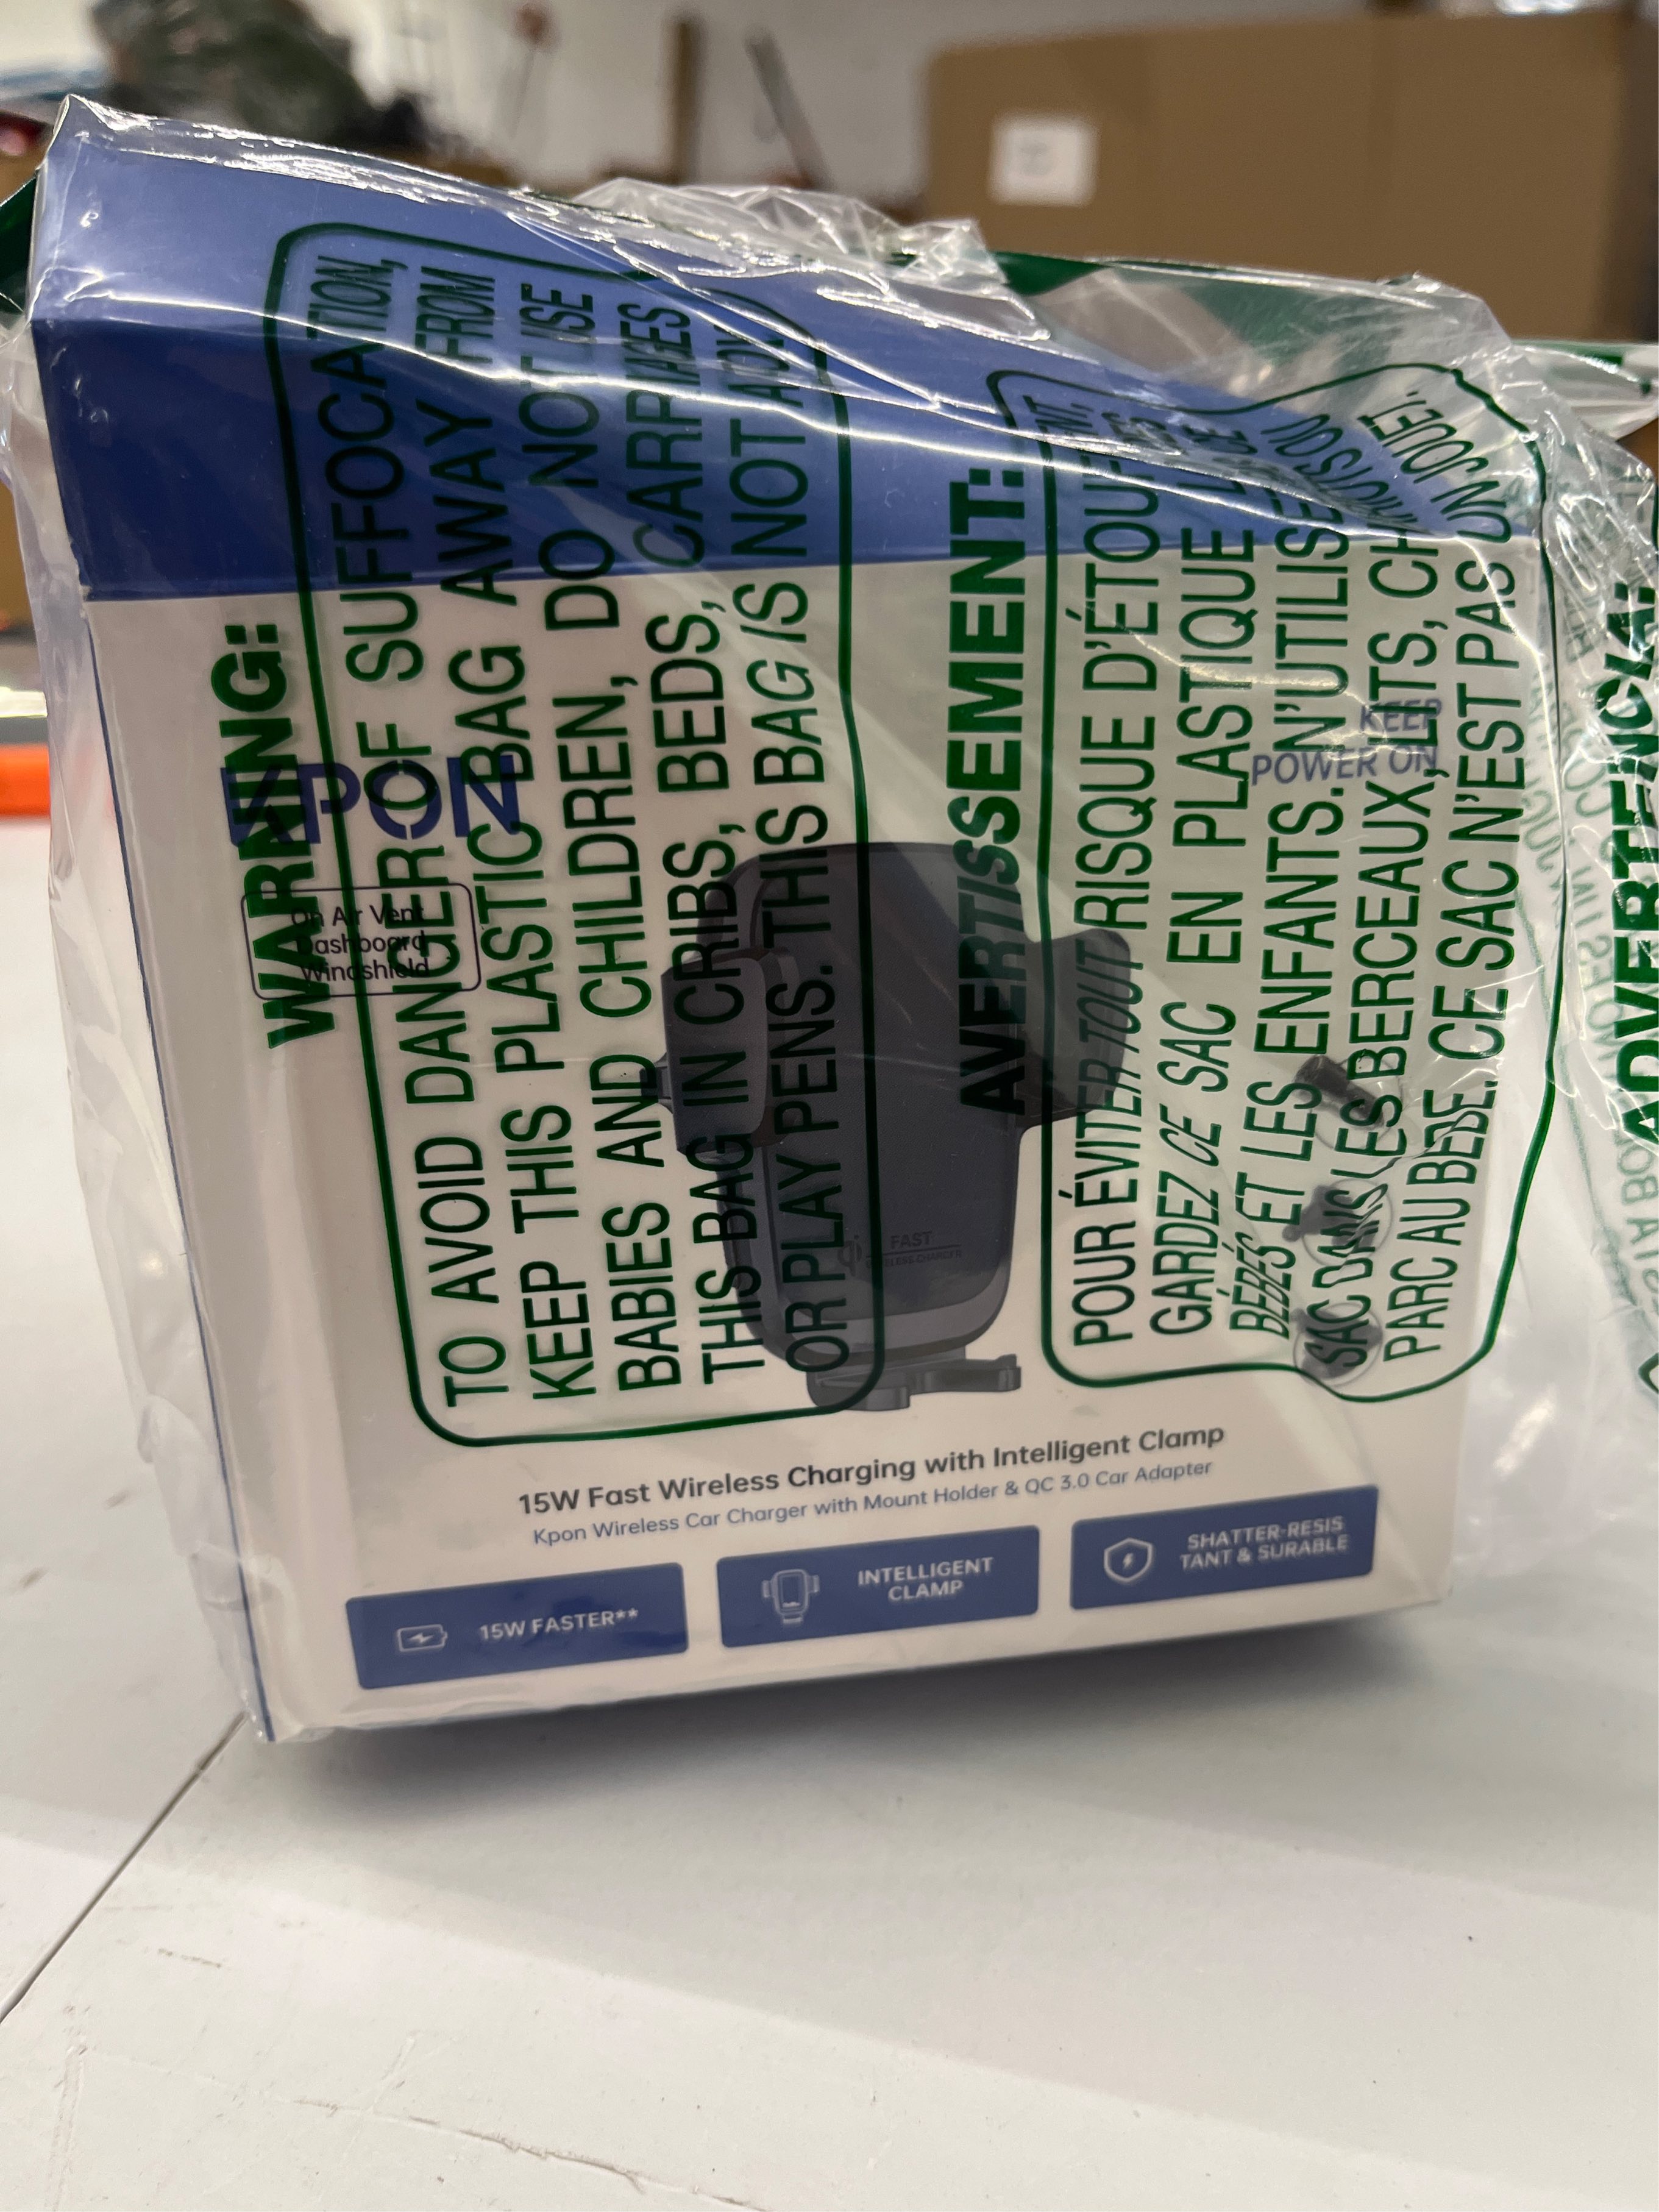 WARNING:
TO AVOID DANGER OF SUFFOCATION,
KEEP THIS PLASTIC BAG AWAY FROM
BABIES AND CHILDREN, DO NOT USE
THIS BAG IN CRIBS, BEDS, CARRIAGES
OR PLAY PENS. THIS BAG IS NOT A
AVERTISSEMENT:
POUR ÉVITER TOUT RISQUE
GARDEZ CE SAC EN PLASTIQUE
BÉBÉS ET LES ENFANTS.
SAC DANS LES BERCEAUX, LITS,
PARC AU BEBE. CE SAC N'EST PAS UN JOUET.
ADVERTENCIA:
KPON
On Air Vent
Dashboard
Windshield
KEEP
POWER ON
FAST
WIRELESS CHARGER
15W Fast Wireless Charging with Intelligent Clamp
Kpon Wireless Car Charger with Mount Holder & QC 3.0 Car Adapter
15W FASTER**
INTELLIGENT
CLAMP
SHATTER-RESIS
TANT & SURABLE